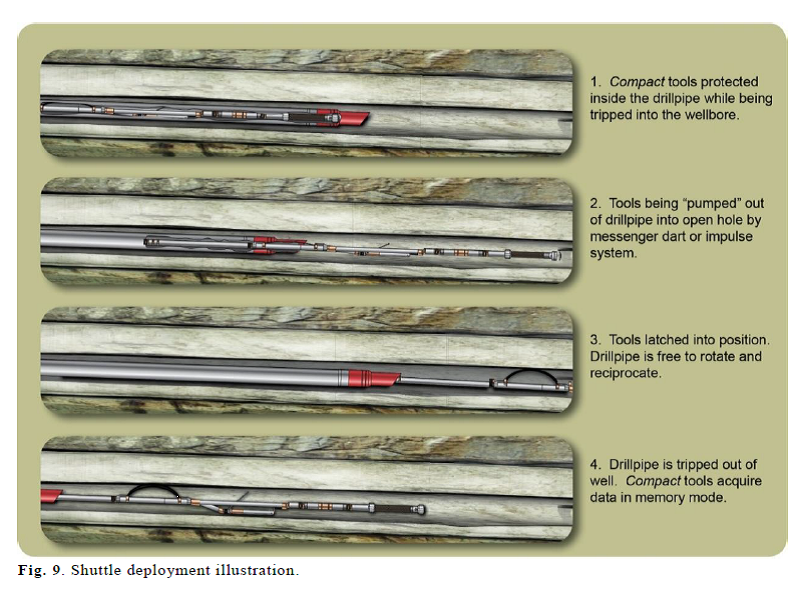 1. Compact tools protected
inside the drillpipe while being
tripped into the wellbore.
2. Tools being “pumped” out
of drillpipe into open hole by
messenger dart or impulse
system.
3. Tools latched into position.
Drillpipe is free to rotate and
reciprocate.
4. Drillpipe is tripped out of
well. Compact tools acquire
data in memory mode.
Fig. 9. Shuttle deployment illustration.